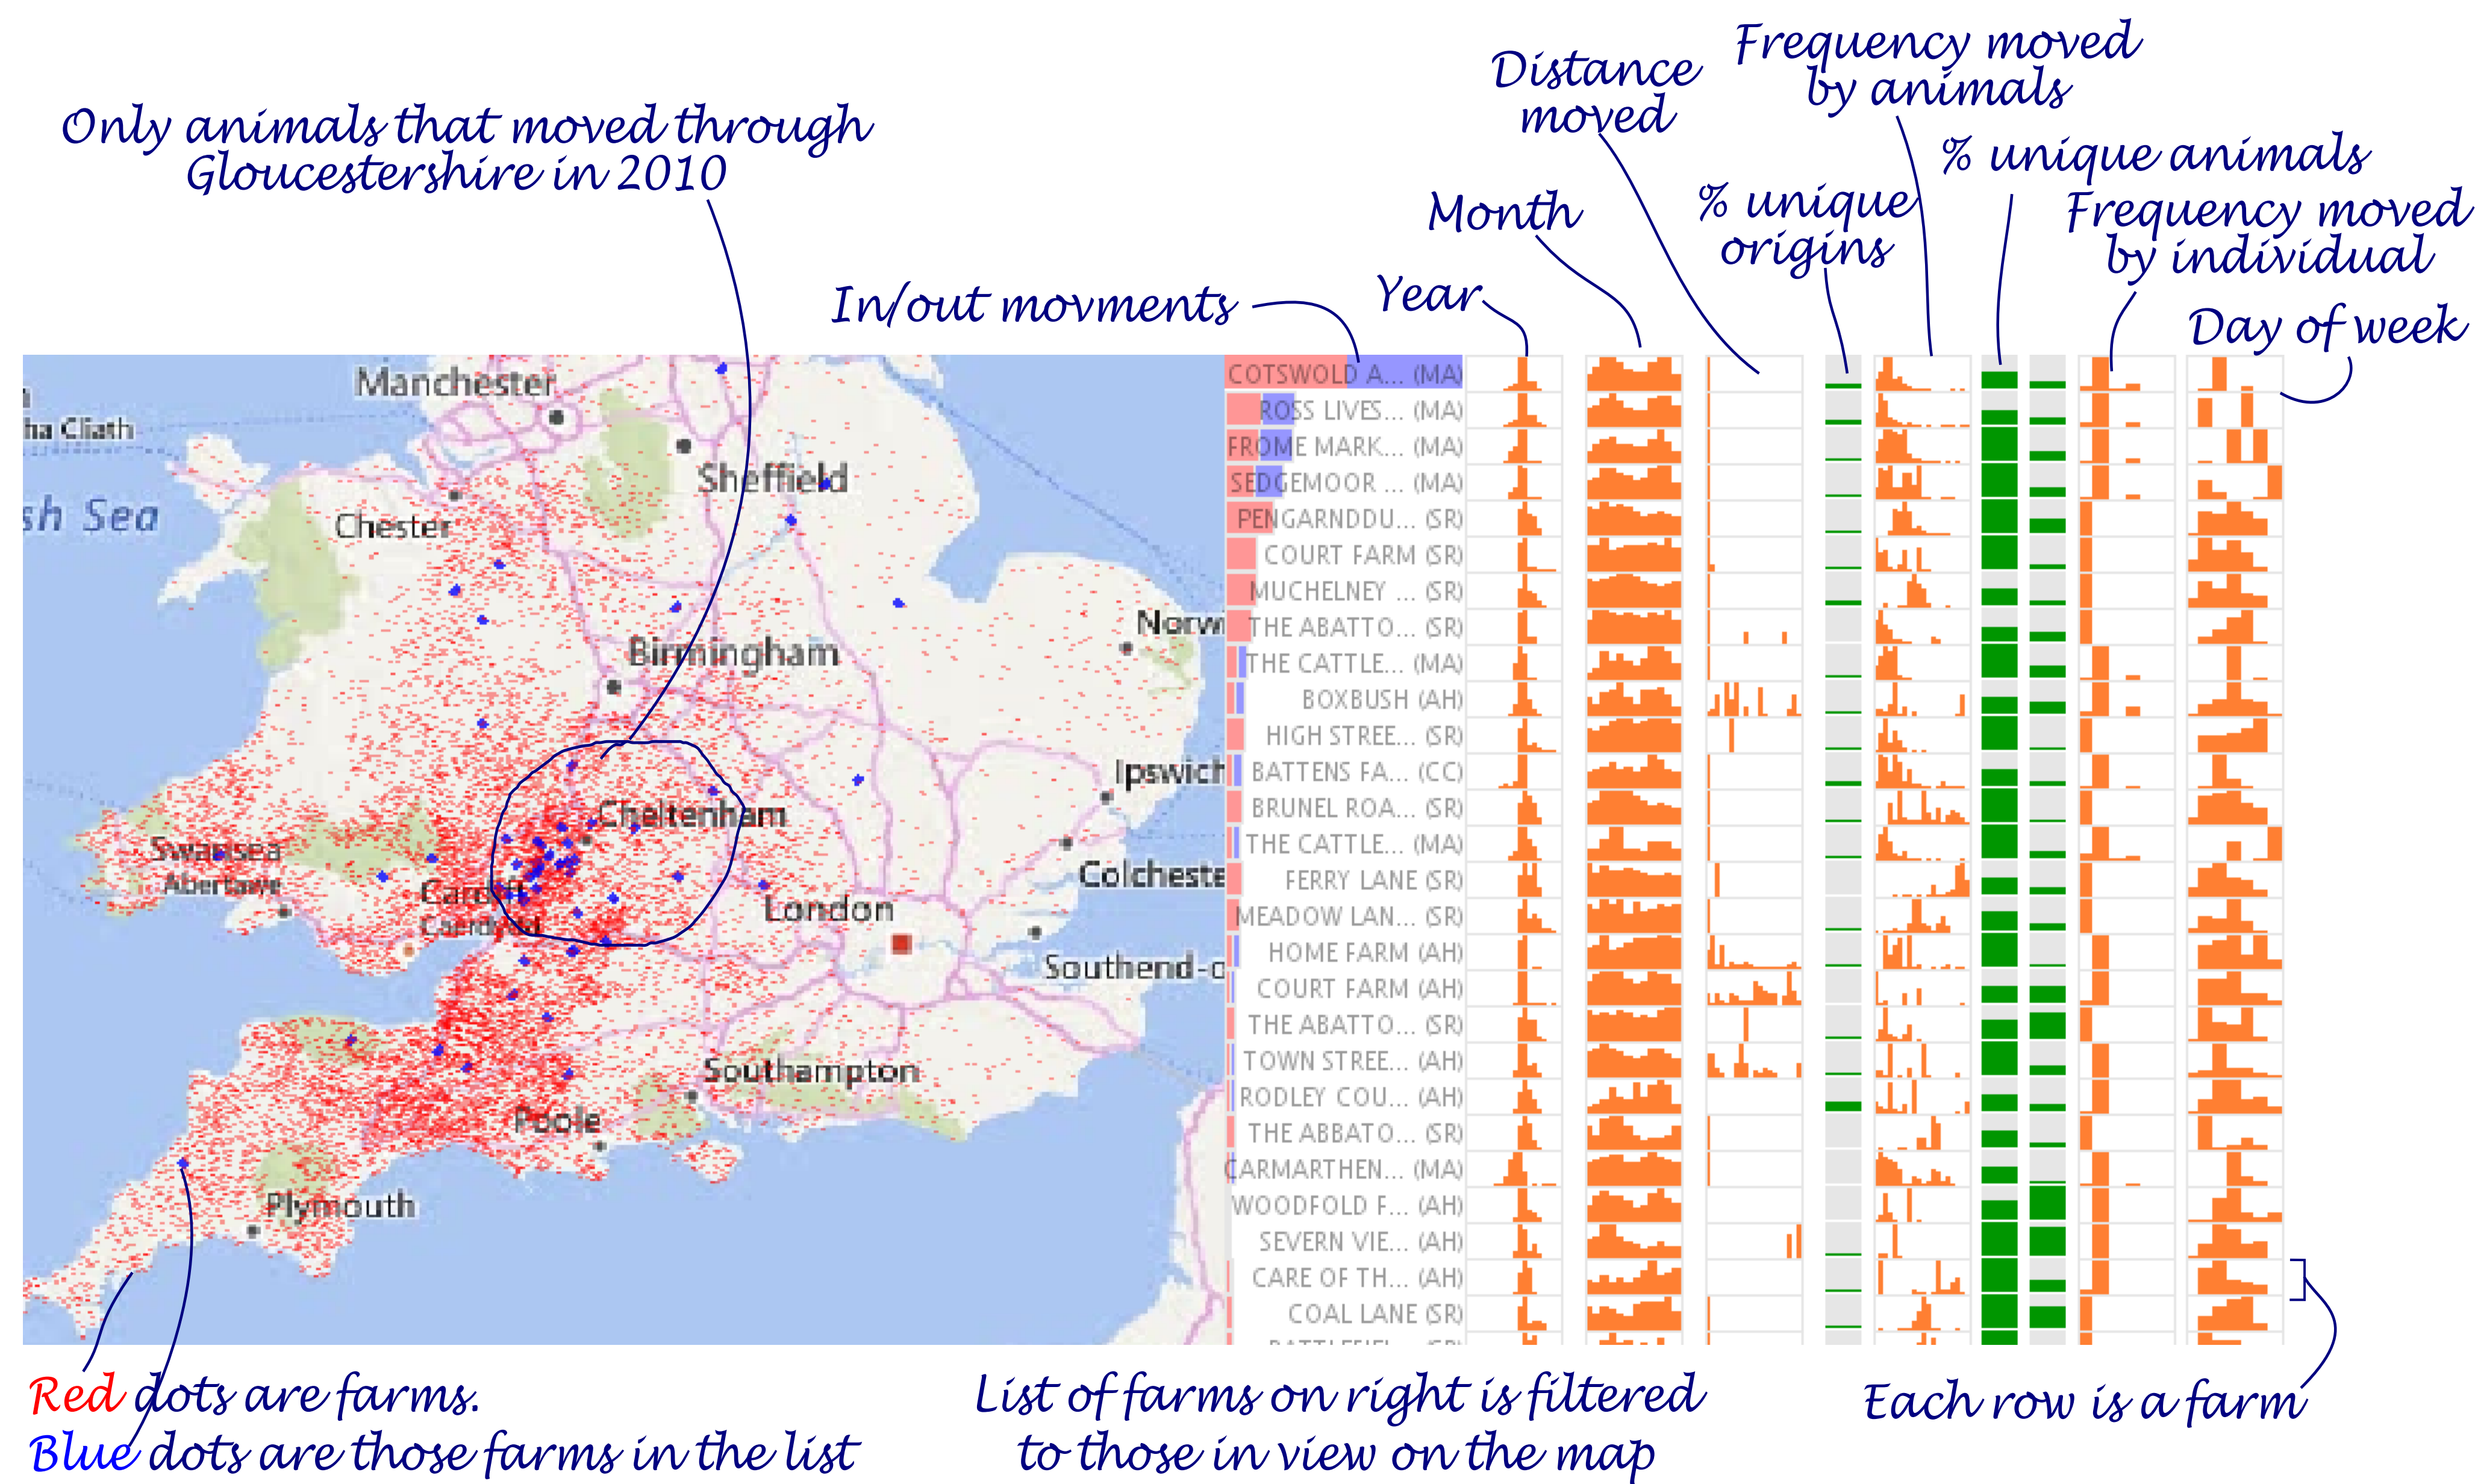 Frequency moved
by animals
Distance
moved
Only animals that moved through
Gloucestershire in 2010
% unique animals
Month
% unique
origins
Frequency moved
by individual
In/out movments
Year
Day of week
Manchester
ha Cliath
Sheffield
sh Sea
Chester
Norw
Birmingham
Ipswich
Cheltenham
Swansea
Abertawe
Cardiff
Caerdydd
Colcheste
London
Southend-o
Southampton
Poole
Plymouth
COTSWOLD A... (MA)
ROSS LIVES... (MA)
FROME MARK... (MA)
SEDGEMOOR ... (MA)
PENGARNDDU... (SR)
COURT FARM (SR)
MUCHELNEY ... (SR)
THE ABATTO... (SR)
THE CATTLE... (MA)
BOXBUSH (AH)
HIGH STREE... (SR)
BATTENS FA... (CC)
BRUNEL ROA... (SR)
THE CATTLE... (MA)
FERRY LANE (SR)
MEADOW LAN... (SR)
HOME FARM (AH)
COURT FARM (AH)
THE ABATTO... (SR)
TOWN STREE... (AH)
RODLEY COU... (AH)
THE ABBATO... (SR)
CARMARTHEN... (MA)
WOODFOLD F... (AH)
SEVERN VIE... (AH)
CARE OF TH... (AH)
COAL LANE (SR)
Red dots are farms.
Blue dots are those farms in the list
List of farms on right is filtered
to those in view on the map
Each row is a farm